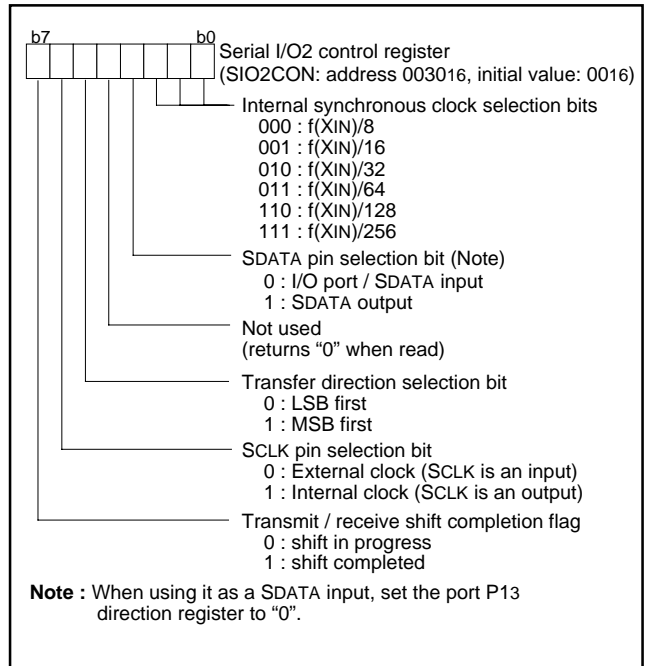 b7 b0
Serial I/O2 control register
(SIO2CON: address 003016, initial value: 0016)
Internal synchronous clock selection bits
000 : f(XIN)/8
001 : f(XIN)/16
010 : f(XIN)/32
011 : f(XIN)/64
110 : f(XIN)/128
111 : f(XIN)/256
SDATA pin selection bit (Note)
0 : I/O port / SDATA input
1 : SDATA output
Not used
(returns “0” when read)
Transfer direction selection bit
0 : LSB first
1 : MSB first
SCLK pin selection bit
0 : External clock (SCLK is an input)
1 : Internal clock (SCLK is an output)
Transmit / receive shift completion flag
0 : shift in progress
1 : shift completed
Note : When using it as a SDATA input, set the port P13
direction register to “0”.